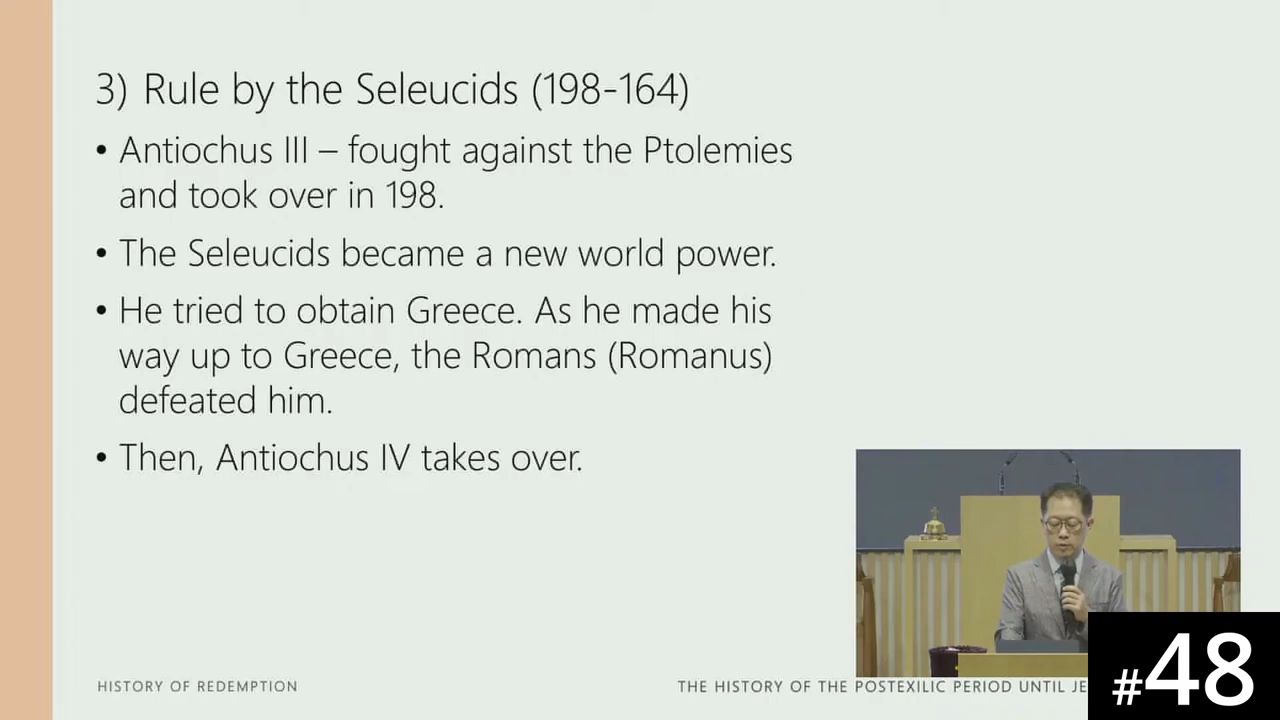 3) Rule by the Seleucids (198-164)
• Antiochus III – fought against the Ptolemies
and took over in 198.
• The Seleucids became a new world power.
• He tried to obtain Greece. As he made his
way up to Greece, the Romans (Romanus)
defeated him.
• Then, Antiochus IV takes over.
HISTORY OF REDEMPTION
THE HISTORY OF THE POSTEXILIC PERIOD UNTIL JE
#48